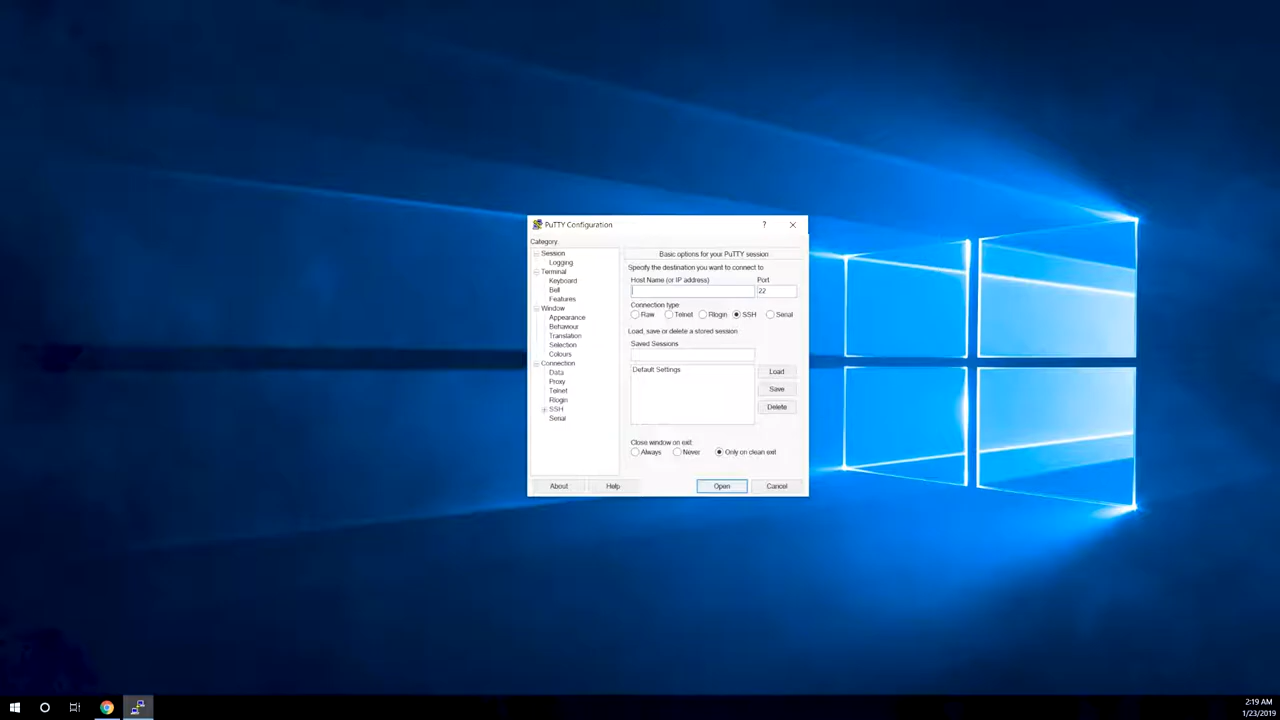 PuTTY Configuration
?
Category:
Session
Logging
Terminal
Keyboard
Bell
Features
Window
Appearance
Behaviour
Translation
Selection
Colours
Connection
Data
Proxy
Telnet
Rlogin
SSH
Serial
Basic options for your PuTTY session
Specify the destination you want to connect to
Host Name (or IP address) Port
22
Connection type:
Raw Telnet Rlogin SSH Serial
Load, save or delete a stored session
Saved Sessions
Default Settings
Load
Save
Delete
Close window on exit:
Always Never Only on clean exit
About Help Open Cancel
2:19 AM
1/23/2019